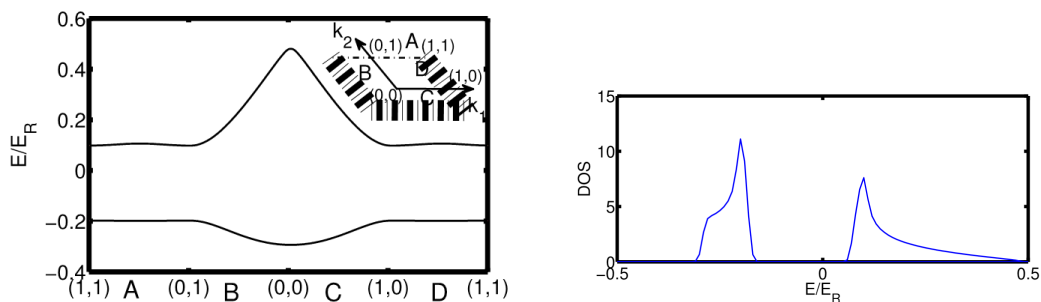 0.6
0.4
0.2
0
−0.2
−0.4
E/E_R
k_2
(0,1)
A
(1,1)
B
D
(1,0)
(0,0)
C
k_1
(1,1)
A
(0,1)
B
(0,0)
C
(1,0)
D
(1,1)
15
10
5
0
DOS
−0.5
0
0.5
E/E_R